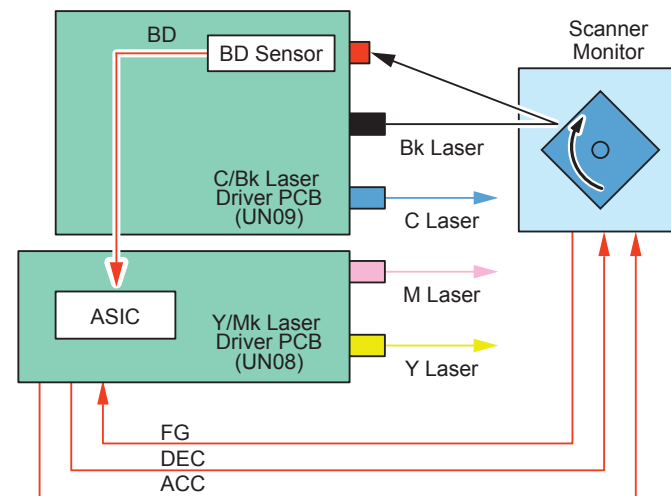 BD
BD Sensor
Scanner
Monitor
Bk Laser
C/Bk Laser
Driver PCB
(UN09)
C Laser
M Laser
ASIC
Y/Mk Laser
Driver PCB
(UN08)
Y Laser
FG
DEC
ACC